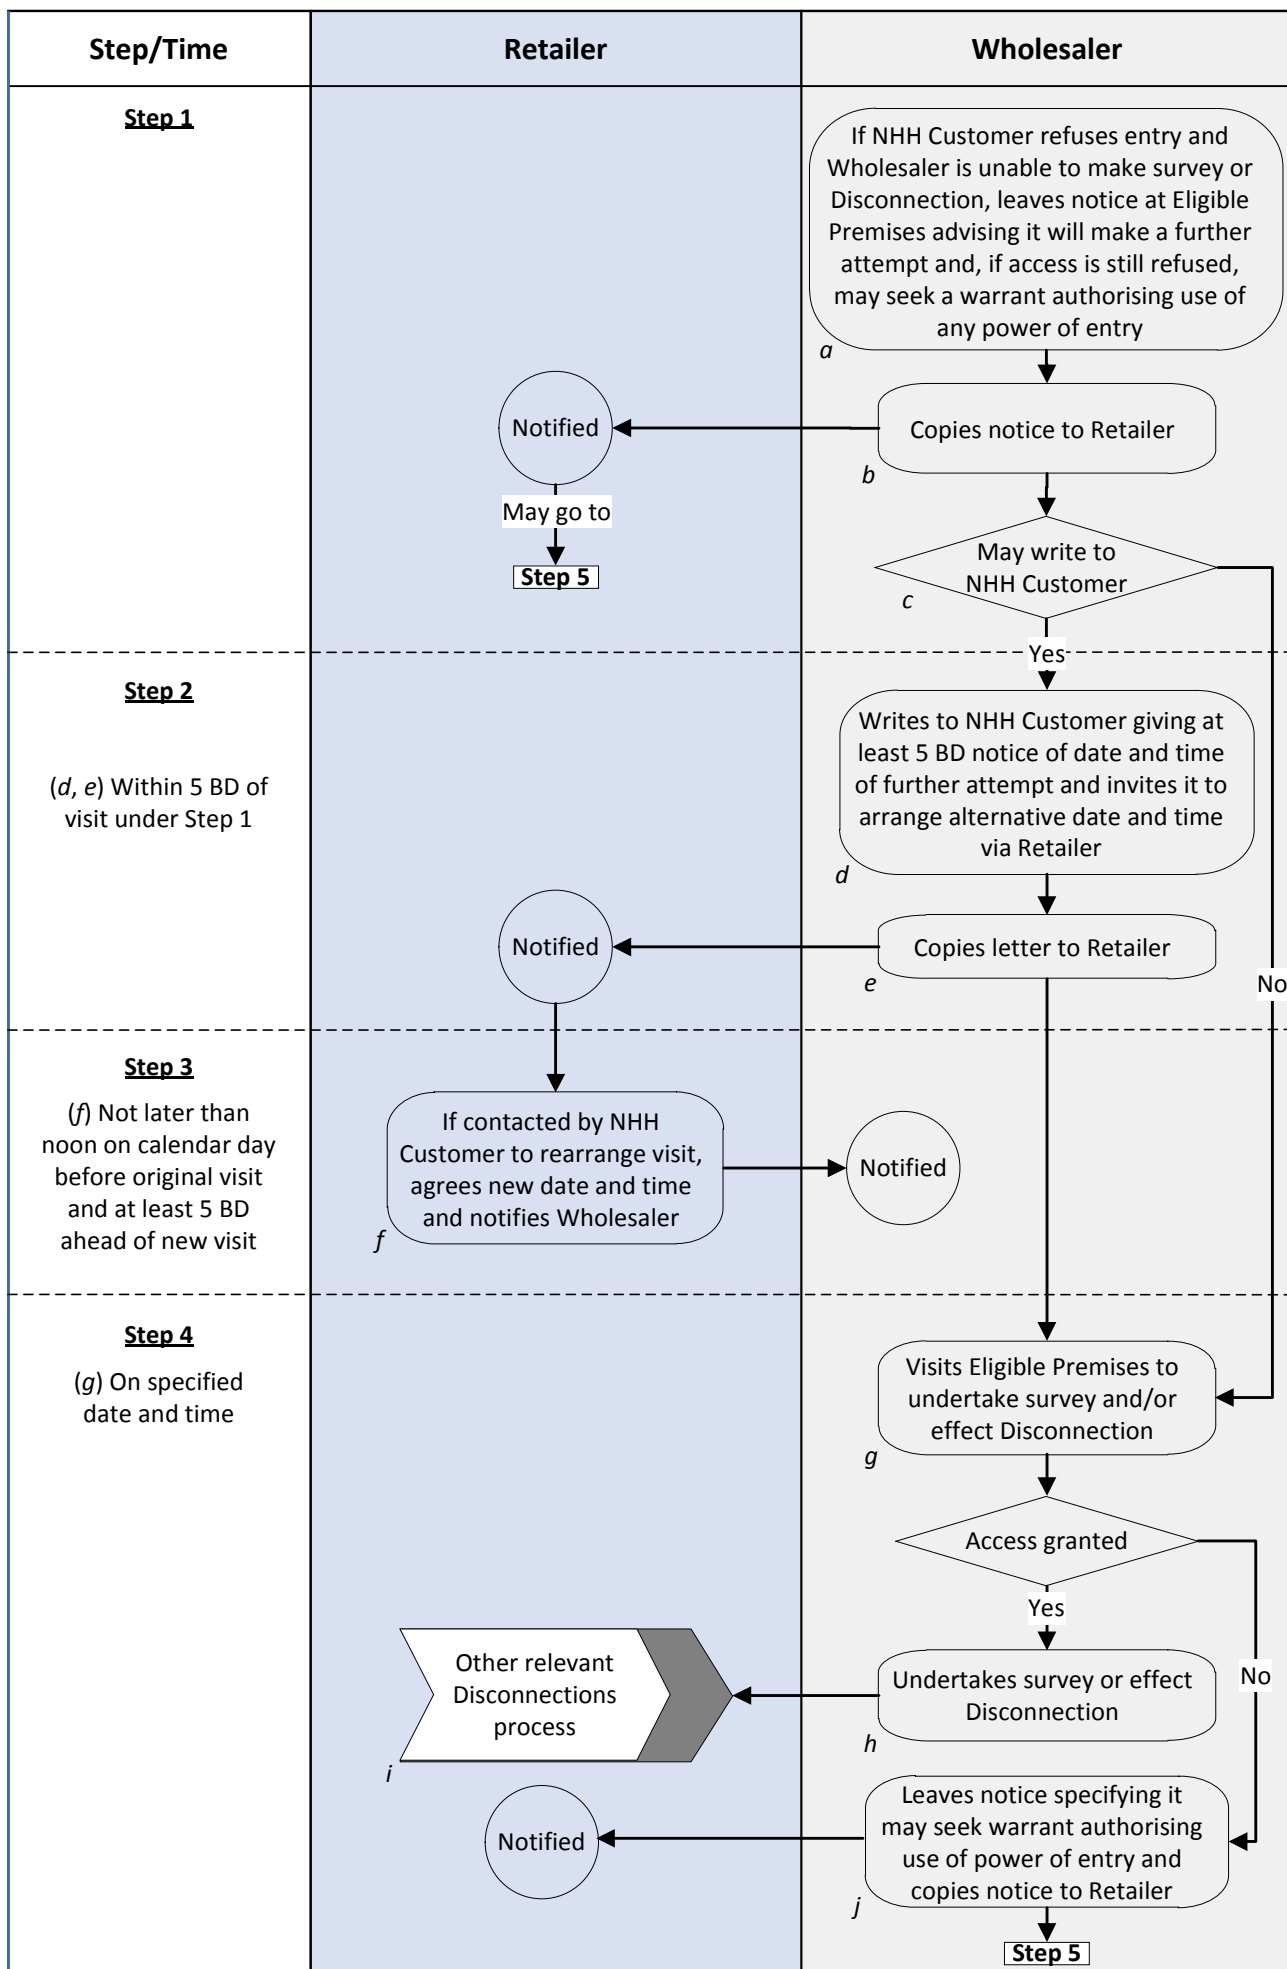 Step/Time
Retailer
Wholesaler
Step 1
If NHH Customer refuses entry and
Wholesaler is unable to make survey or
Disconnection, leaves notice at Eligible
Premises advising it will make a further
attempt and, if access is still refused,
may seek a warrant authorising use of
any power of entry
a
Notified
Copies notice to Retailer
b
May go to
Step 5
May write to
NHH Customer
c
Yes
No
Step 2
(d, e) Within 5 BD of
visit under Step 1
Writes to NHH Customer giving at
least 5 BD notice of date and time
of further attempt and invites it to
arrange alternative date and time
via Retailer
d
Notified
Copies letter to Retailer
e
Step 3
(f) Not later than
noon on calendar day
before original visit
and at least 5 BD
ahead of new visit
If contacted by NHH
Customer to rearrange visit,
agrees new date and time
and notifies Wholesaler
f
Notified
Step 4
(g) On specified
date and time
Visits Eligible Premises to
undertake survey and/or
effect Disconnection
g
Access granted
Yes
No
Other relevant
Disconnections
process
i
Undertakes survey or effect
Disconnection
h
Notified
Leaves notice specifying it
may seek warrant authorising
use of power of entry and
copies notice to Retailer
j
Step 5